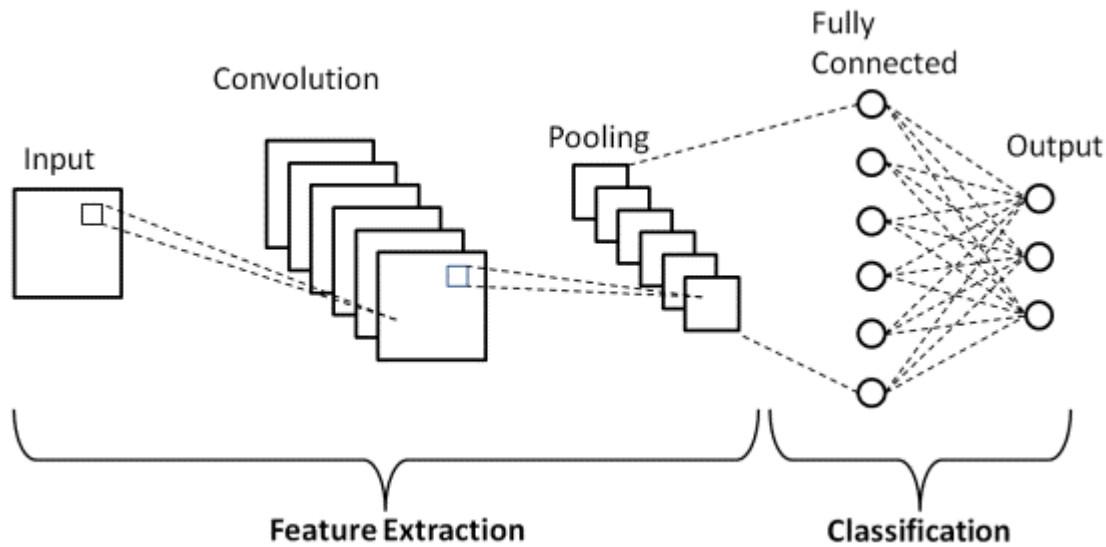 Fully
Connected
Convolution
Pooling
Input
Output
Feature Extraction
Classification